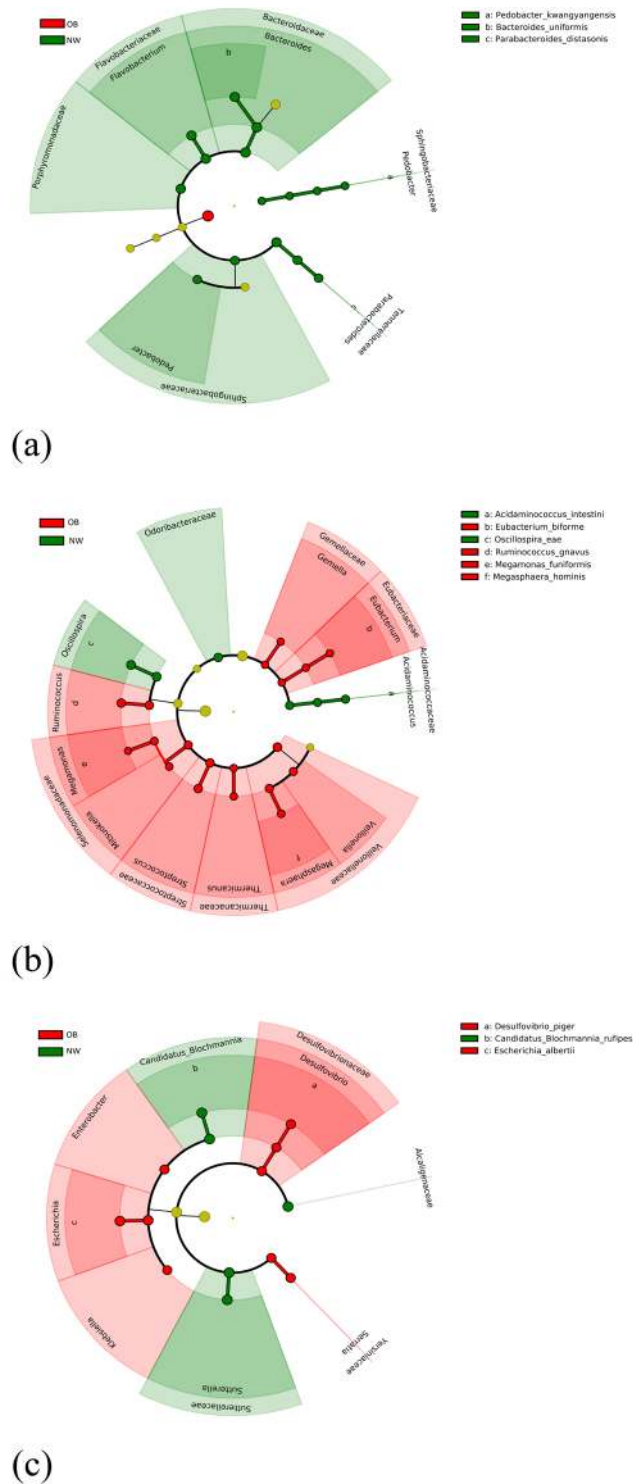 OB
NW
a: Pedobacter_kwangyangensis
b: Bacteroides_uniformis
c: Parabacteroides_distasonis
Bacteroidaceae
Bacteroides
b
Flavobacteriaceae
Flavobacterium
Porphyromonadaceae
Sphingobacteriaceae
Pedobacter
a
c
Parabacteroides
Tannerellaceae
Pedobacter
Sphingobacteriaceae
(a)
OB
NW
a: Acidaminococcus_intestini
b: Eubacterium_biforme
c: Oscillospira_eae
d: Ruminococcus_gnavus
e: Megamonas_funiformis
f: Megasphaera_hominis
Odoribacteraceae
Gemellaceae
Gemella
Eubacteriaceae
Eubacterium
b
Acidaminococcaceae
Acidaminococcus
a
Oscillospira
c
Ruminococcus
d
Megamonas
e
Selenomonadaceae
Mitsuokella
Streptococcus
Streptococcaceae
Thermicanus
Thermicanaceae
f
Megasphaera
Veillonella
Veillonellaceae
(b)
OB
NW
a: Desulfovibrio_piger
b: Candidatus_Blochmannia_rufipes
c: Escherichia_albertii
Candidatus_Blochmannia
b
Desulfovibrionaceae
Desulfovibrio
a
Enterobacter
Escherichia
c
Klebsiella
Alcaligenaceae
Serratia
Yersiniaceae
Sutterella
Sutterellaceae
(c)